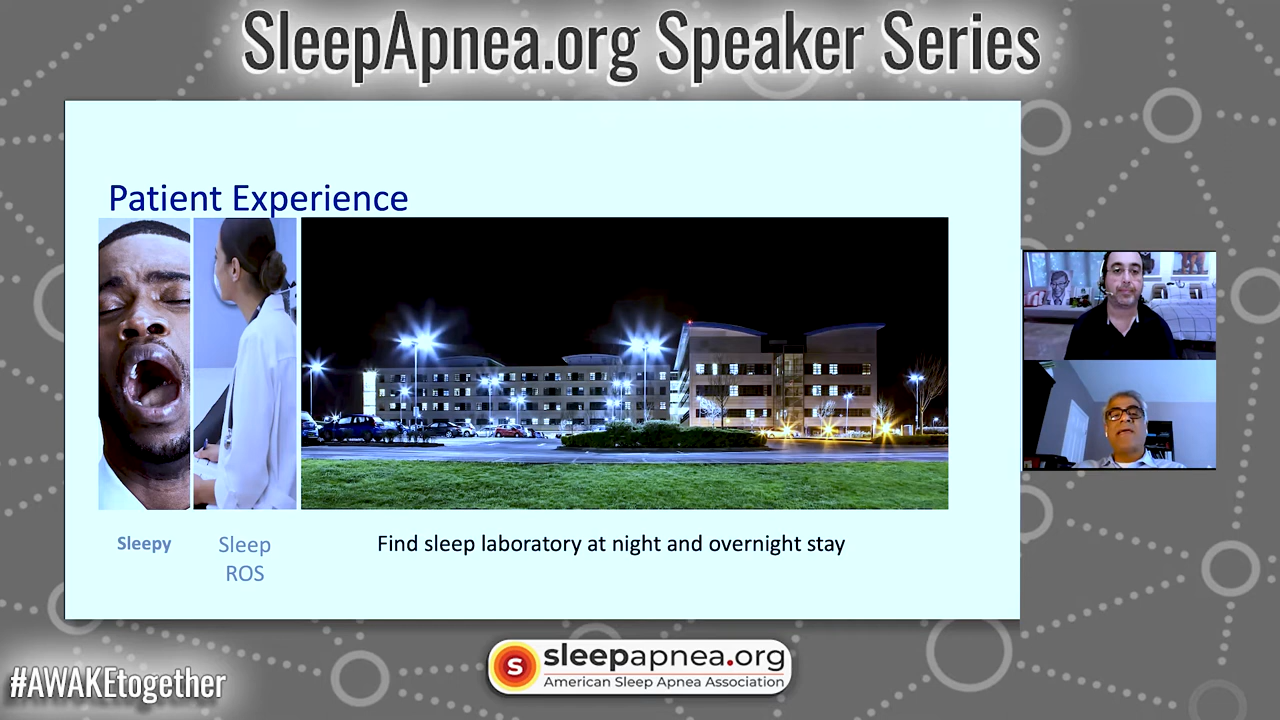 SleepApnea.org Speaker Series
Patient Experience
Sleepy
Sleep
ROS
Find sleep laboratory at night and overnight stay
#AWAKEtogether
S
sleepapnea.org
American Sleep Apnea Association